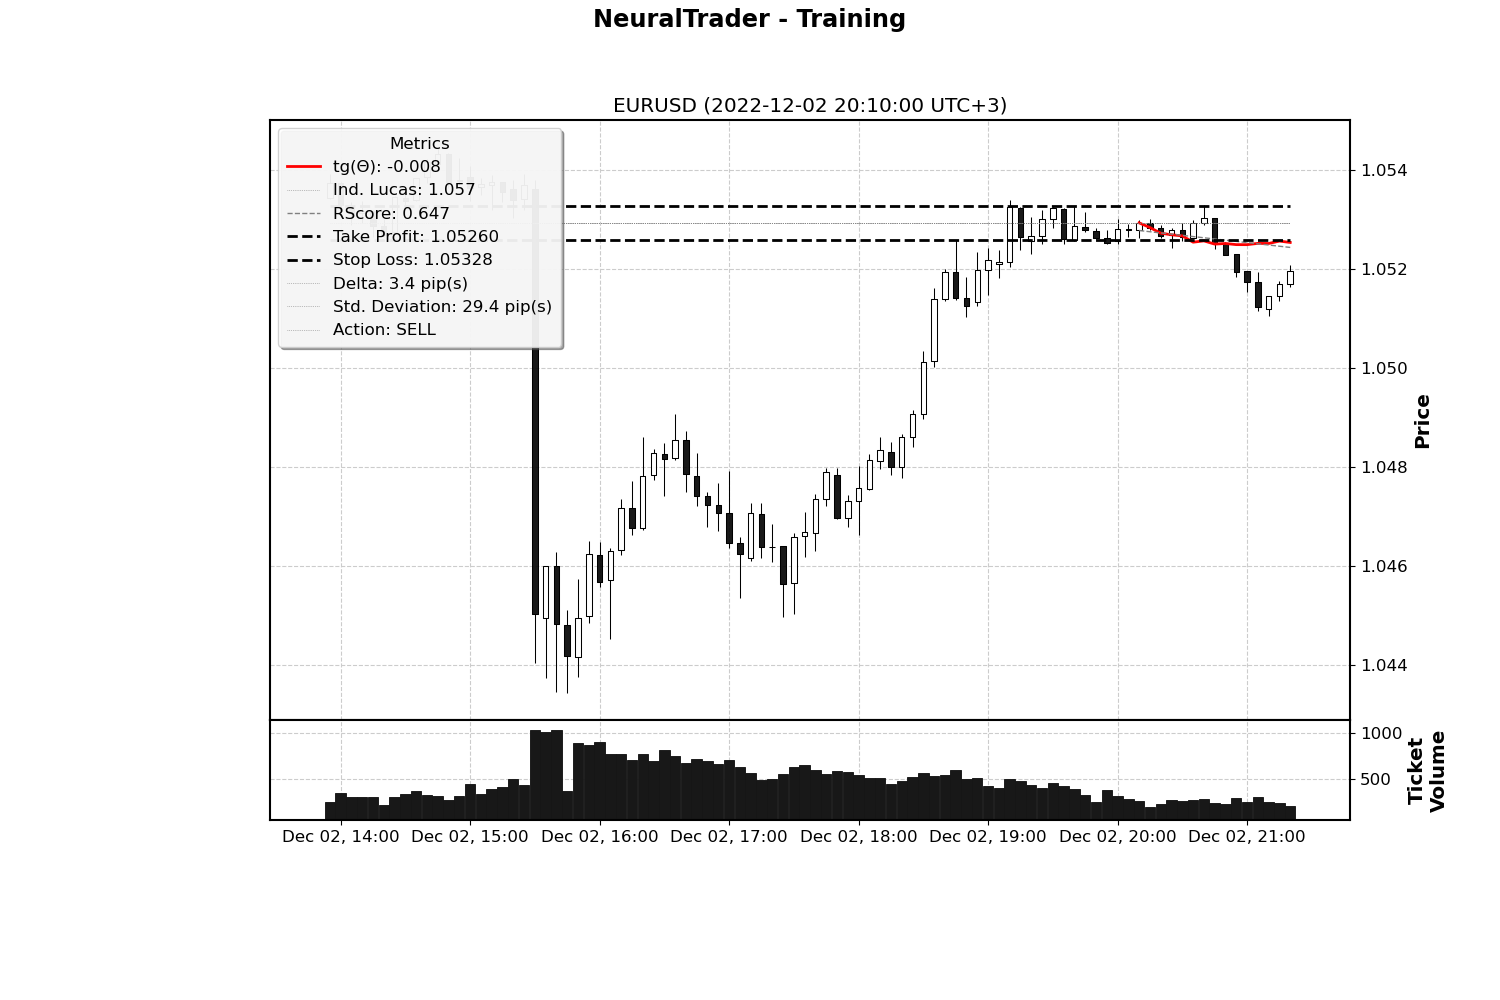 NeuralTrader - Training
EURUSD (2022-12-02 20:10:00 UTC+3)
Metrics
tg(Θ): -0.008
Ind. Lucas: 1.057
RScore: 0.647
Take Profit: 1.05260
Stop Loss: 1.05328
Delta: 3.4 pip(s)
Std. Deviation: 29.4 pip(s)
Action: SELL
1.054
1.052
1.050
1.048
1.046
1.044
Price
1000
500
Ticket
Volume
Dec 02, 14:00
Dec 02, 15:00
Dec 02, 16:00
Dec 02, 17:00
Dec 02, 18:00
Dec 02, 19:00
Dec 02, 20:00
Dec 02, 21:00